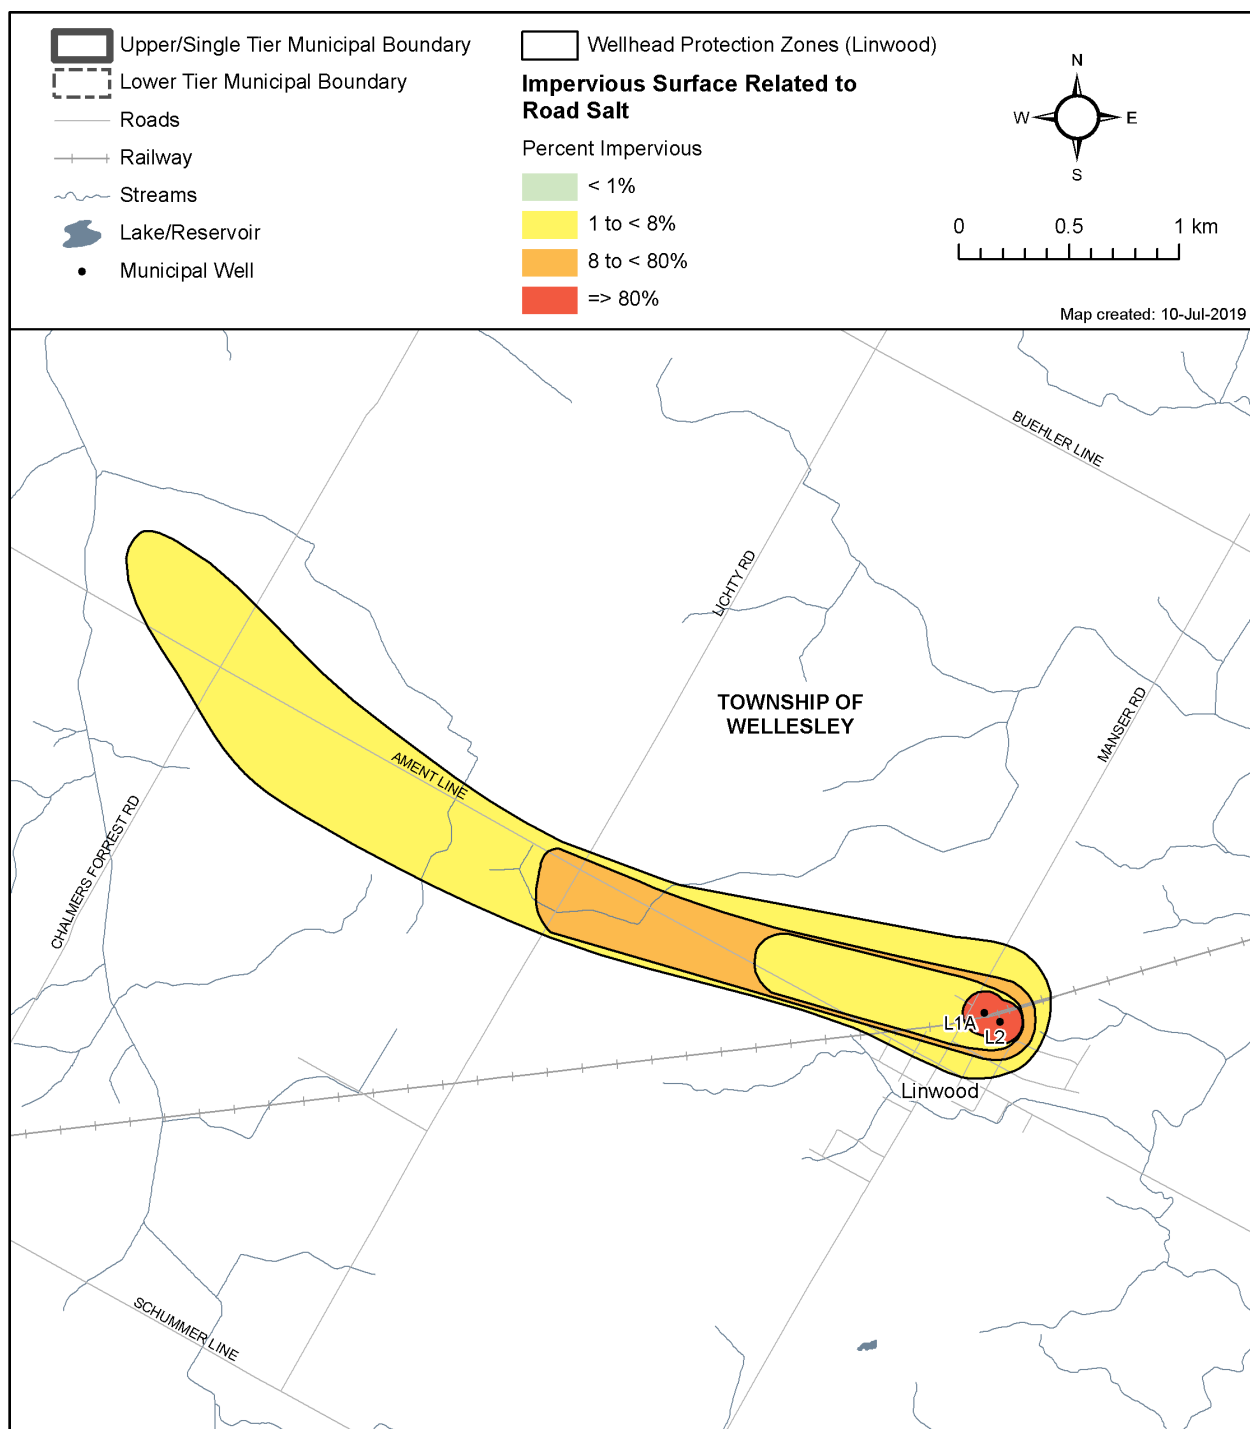 Upper/Single Tier Municipal Boundary
Lower Tier Municipal Boundary
Roads
Railway
Streams
Lake/Reservoir
Municipal Well
Wellhead Protection Zones (Linwood)
Impervious Surface Related to
Road Salt
Percent Impervious
< 1%
1 to < 8%
8 to < 80%
=> 80%
N
W
E
S
0 0.5 1 km
Map created: 10-Jul-2019
BUEHLER LINE
LICHTY RD
TOWNSHIP OF
WELLESLEY
MANSER RD
AMENT LINE
CHALMERS FORREST RD
L1A
L2
Linwood
SCHUMMER LINE